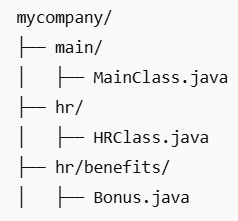 mycompany/
├── main/
│   ├── MainClass.java
├── hr/
│   ├── HRClass.java
├── hr/benefits/
│   ├── Bonus.java